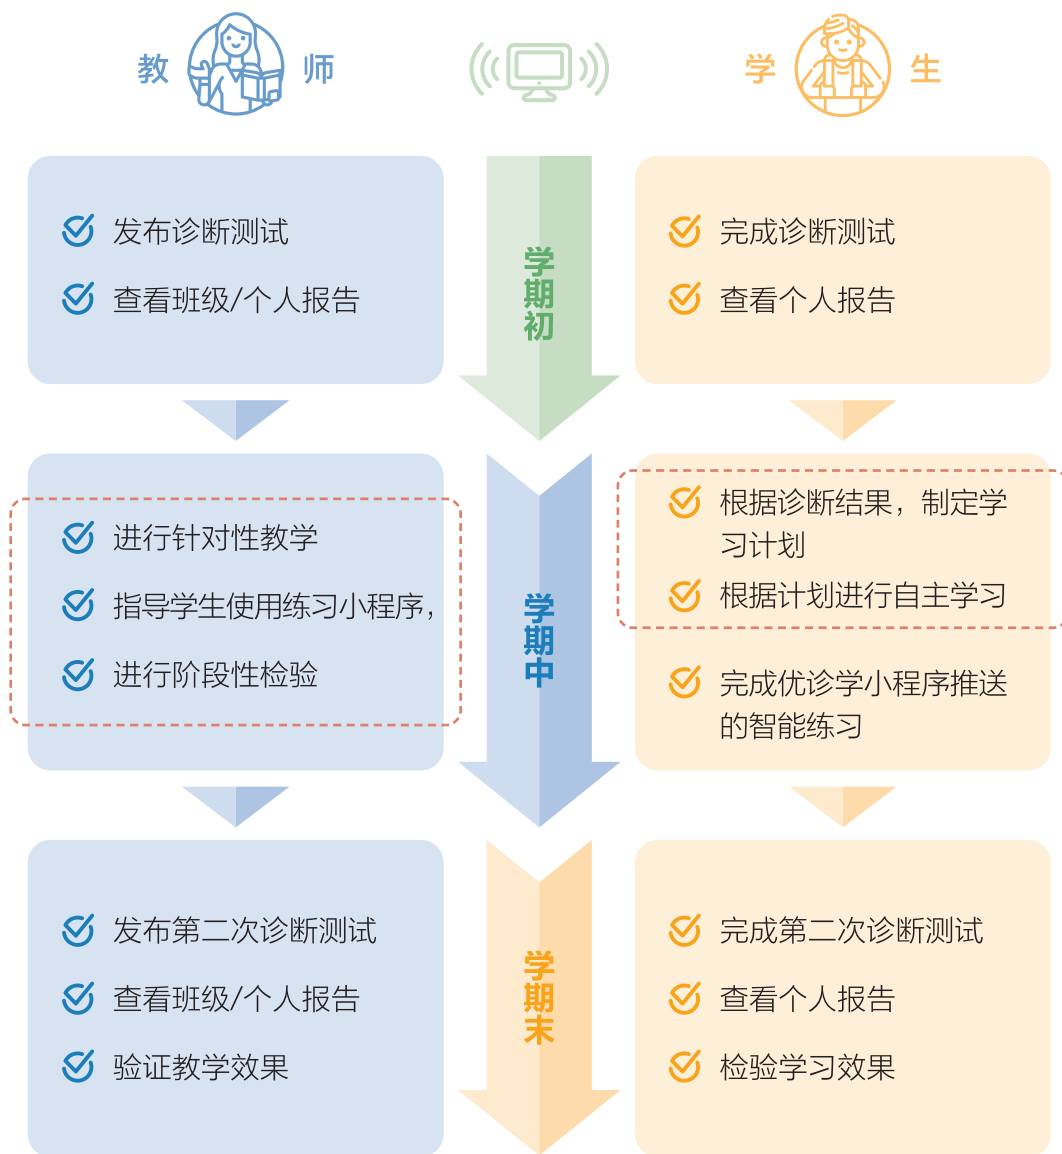 教 师
学 生
学期初
发布诊断测试
查看班级/个人报告
完成诊断测试
查看个人报告
学期中
进行针对性教学
指导学生使用练习小程序，
进行阶段性检验
根据诊断结果，制定学
习计划
根据计划进行自主学习
完成优诊学小程序推送
的智能练习
学期末
发布第二次诊断测试
查看班级/个人报告
验证教学效果
完成第二次诊断测试
查看个人报告
检验学习效果